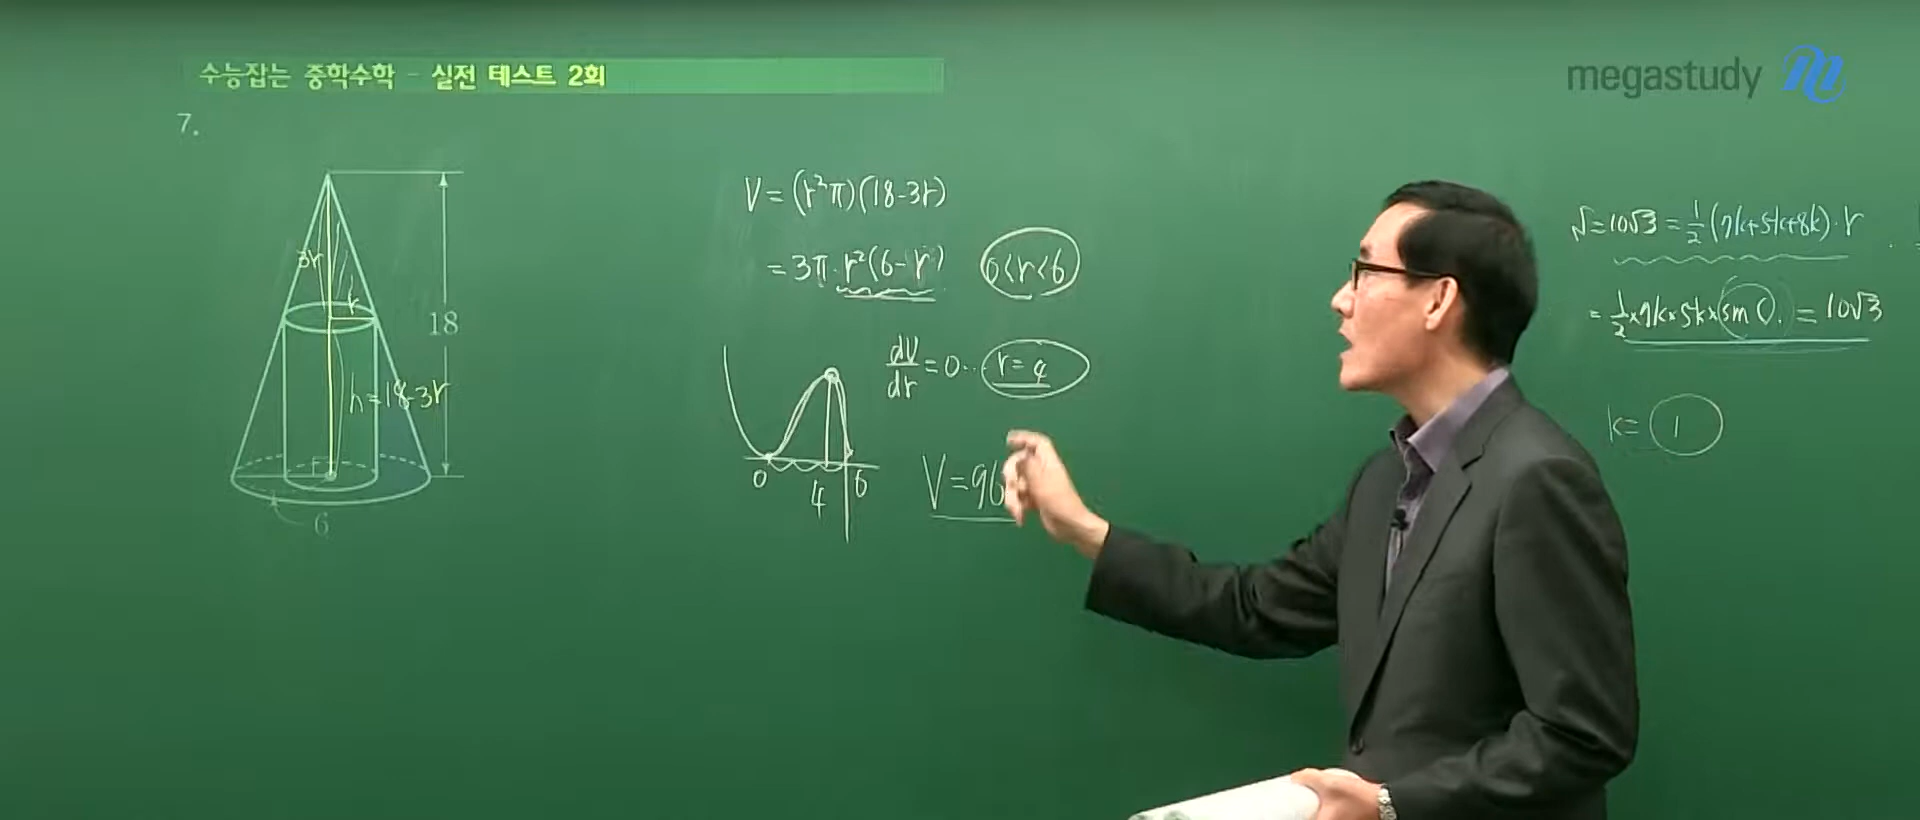 수능잡는 중학수학 - 실전 테스트 2회
megastudy
7.
3r
r
18
h=18-3r
6
V=(r²π)(18-3r)
=3π·r²(6-r) 0<r<6
dV/dr=0… r=4
0 4 6
V=96
S=10√3=½(7k+5k+8k)·r
=½×7k×5k×sin C.=10√3
k=1